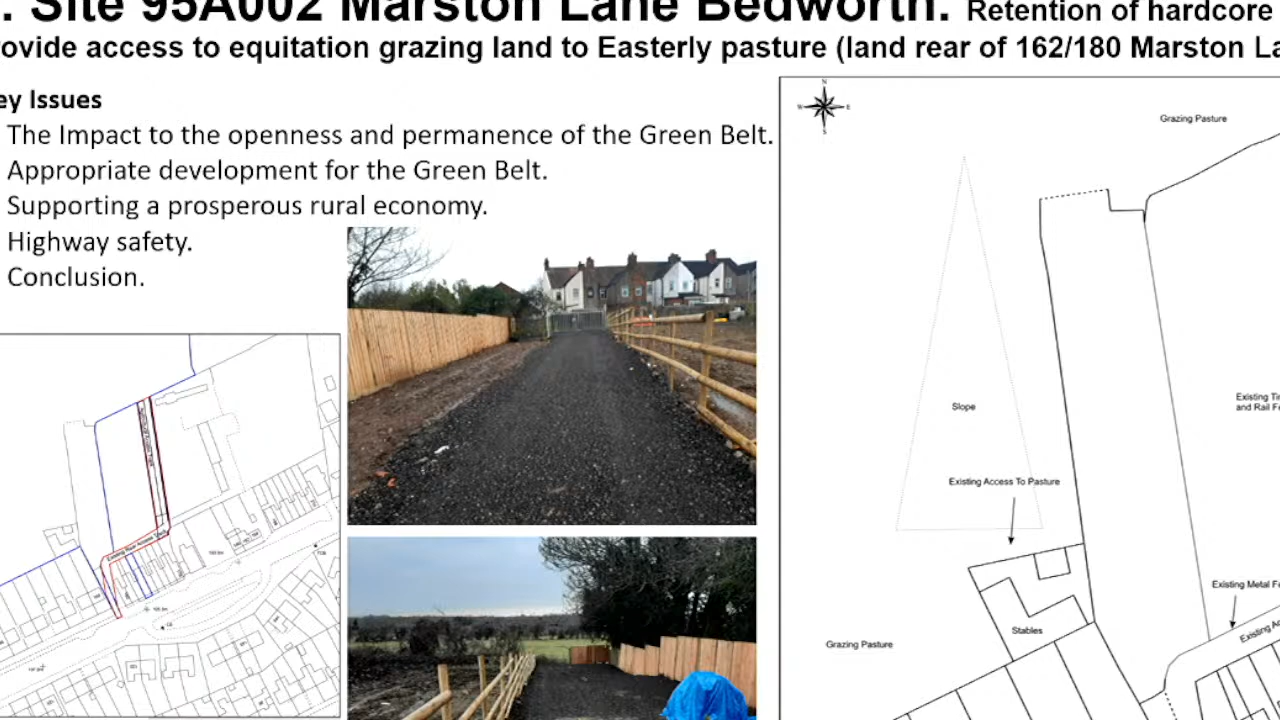 . Site 95A002 Marston Lane Bedworth. Retention of hardcore
ovide access to equitation grazing land to Easterly pasture (land rear of 162/180 Marston La
ey Issues
The Impact to the openness and permanence of the Green Belt.
Appropriate development for the Green Belt.
Supporting a prosperous rural economy.
Highway safety.
Conclusion.
N
W E
S
Grazing Pasture
Slope
Existing Ti
and Rail F
Existing Access To Pasture
Existing Metal F
Existing A
Stables
Grazing Pasture